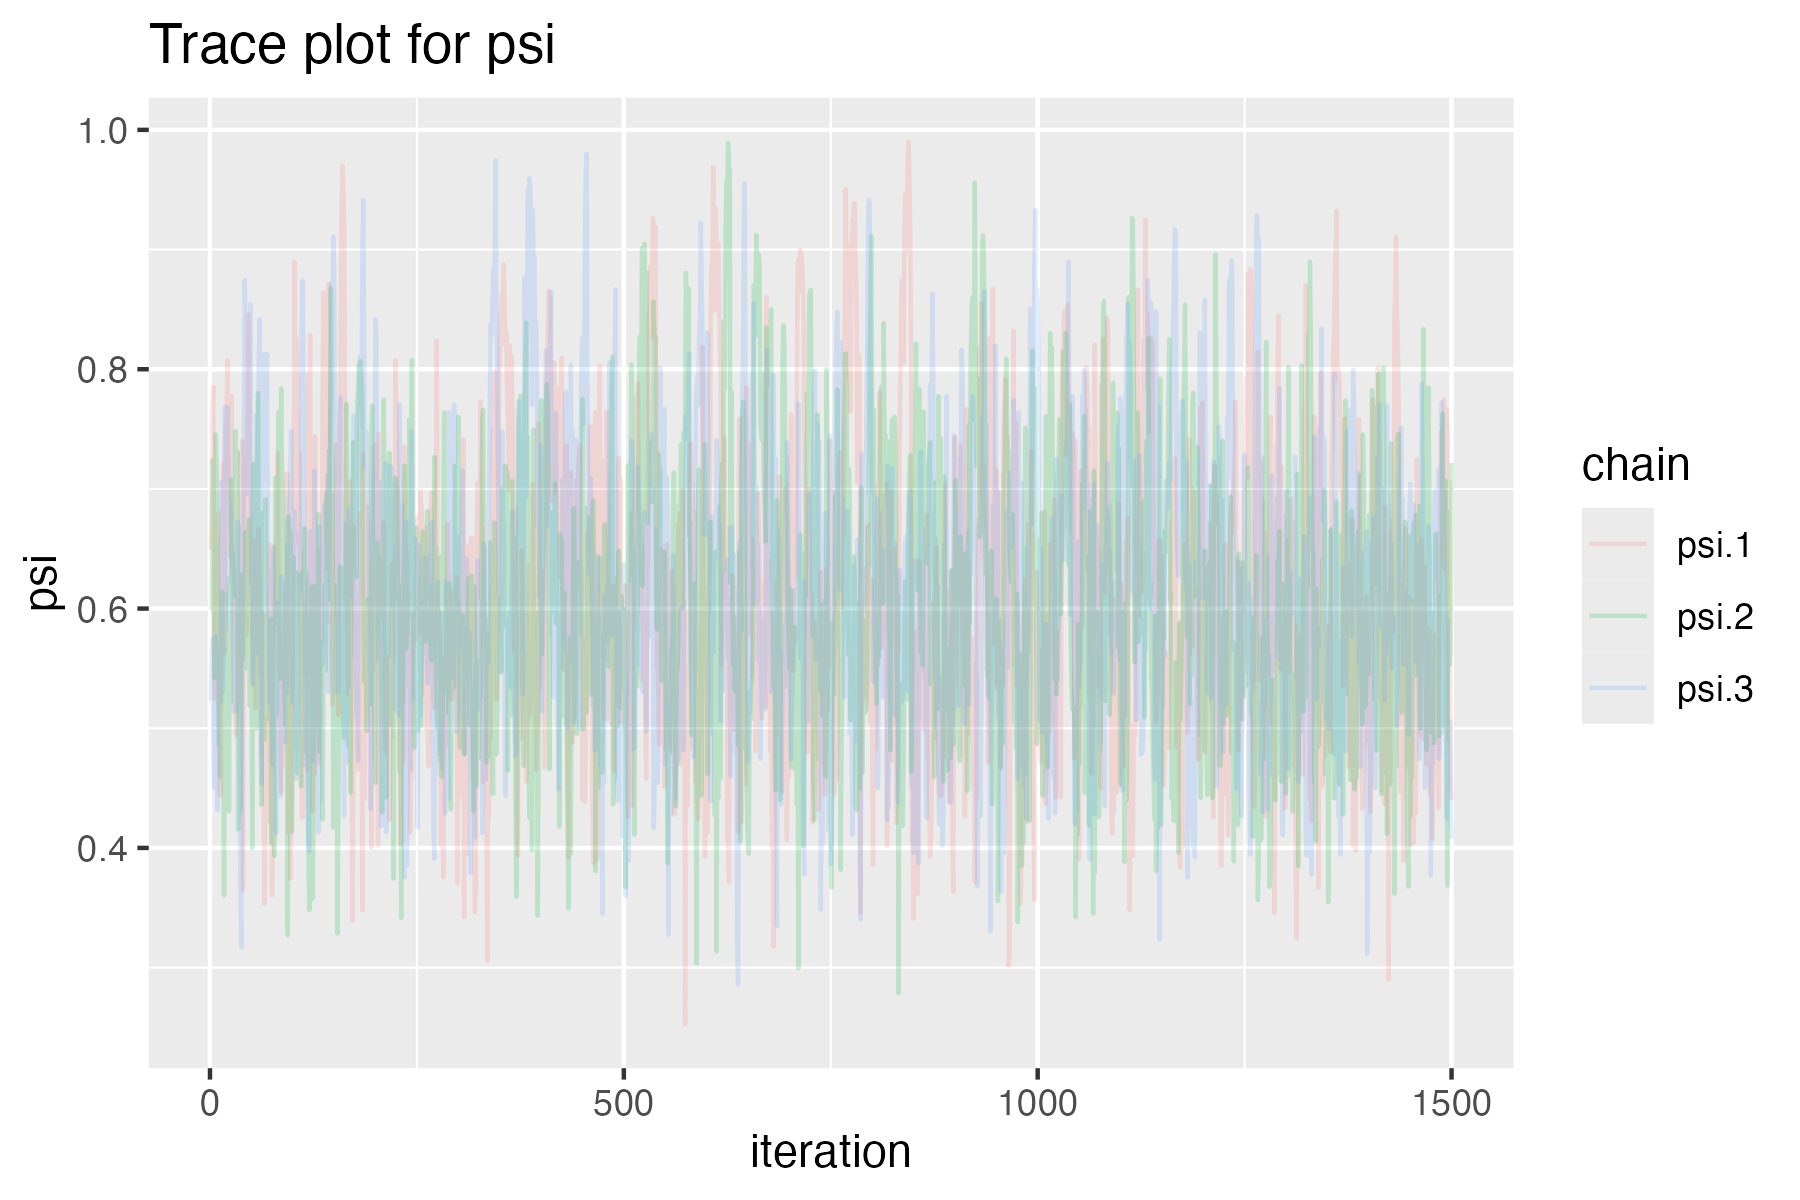 Trace plot for psi
1.0
0.8
0.6
0.4
psi
0
500
1000
1500
iteration
chain
psi.1
psi.2
psi.3